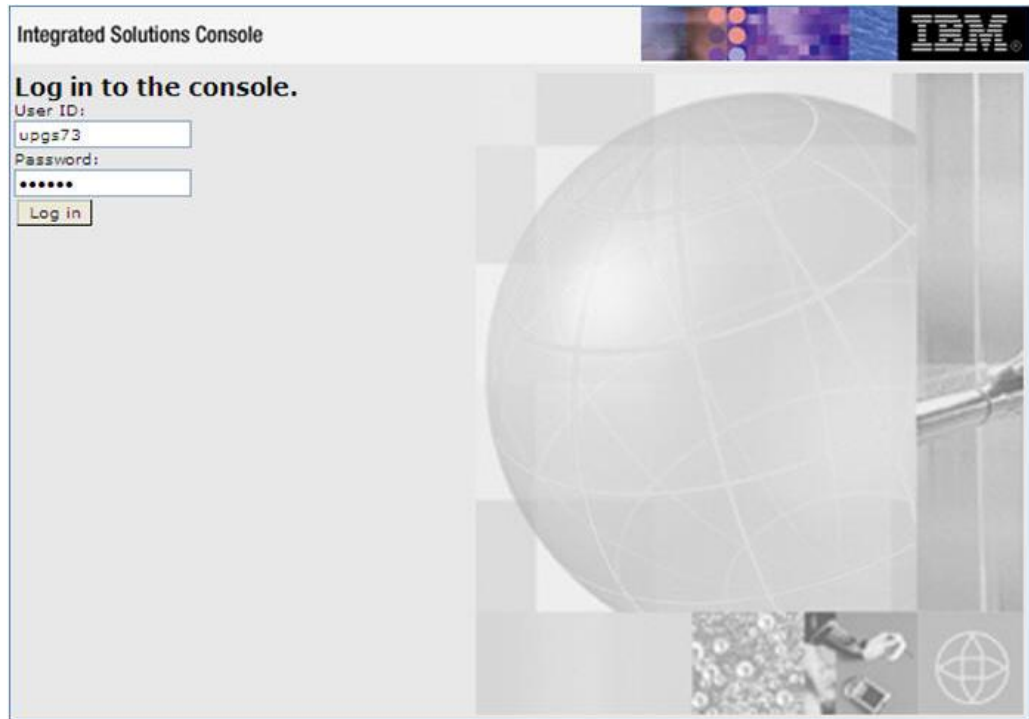 Integrated Solutions Console
IBM®
Log in to the console.
User ID:
upgs73
Password:
••••••
Log in